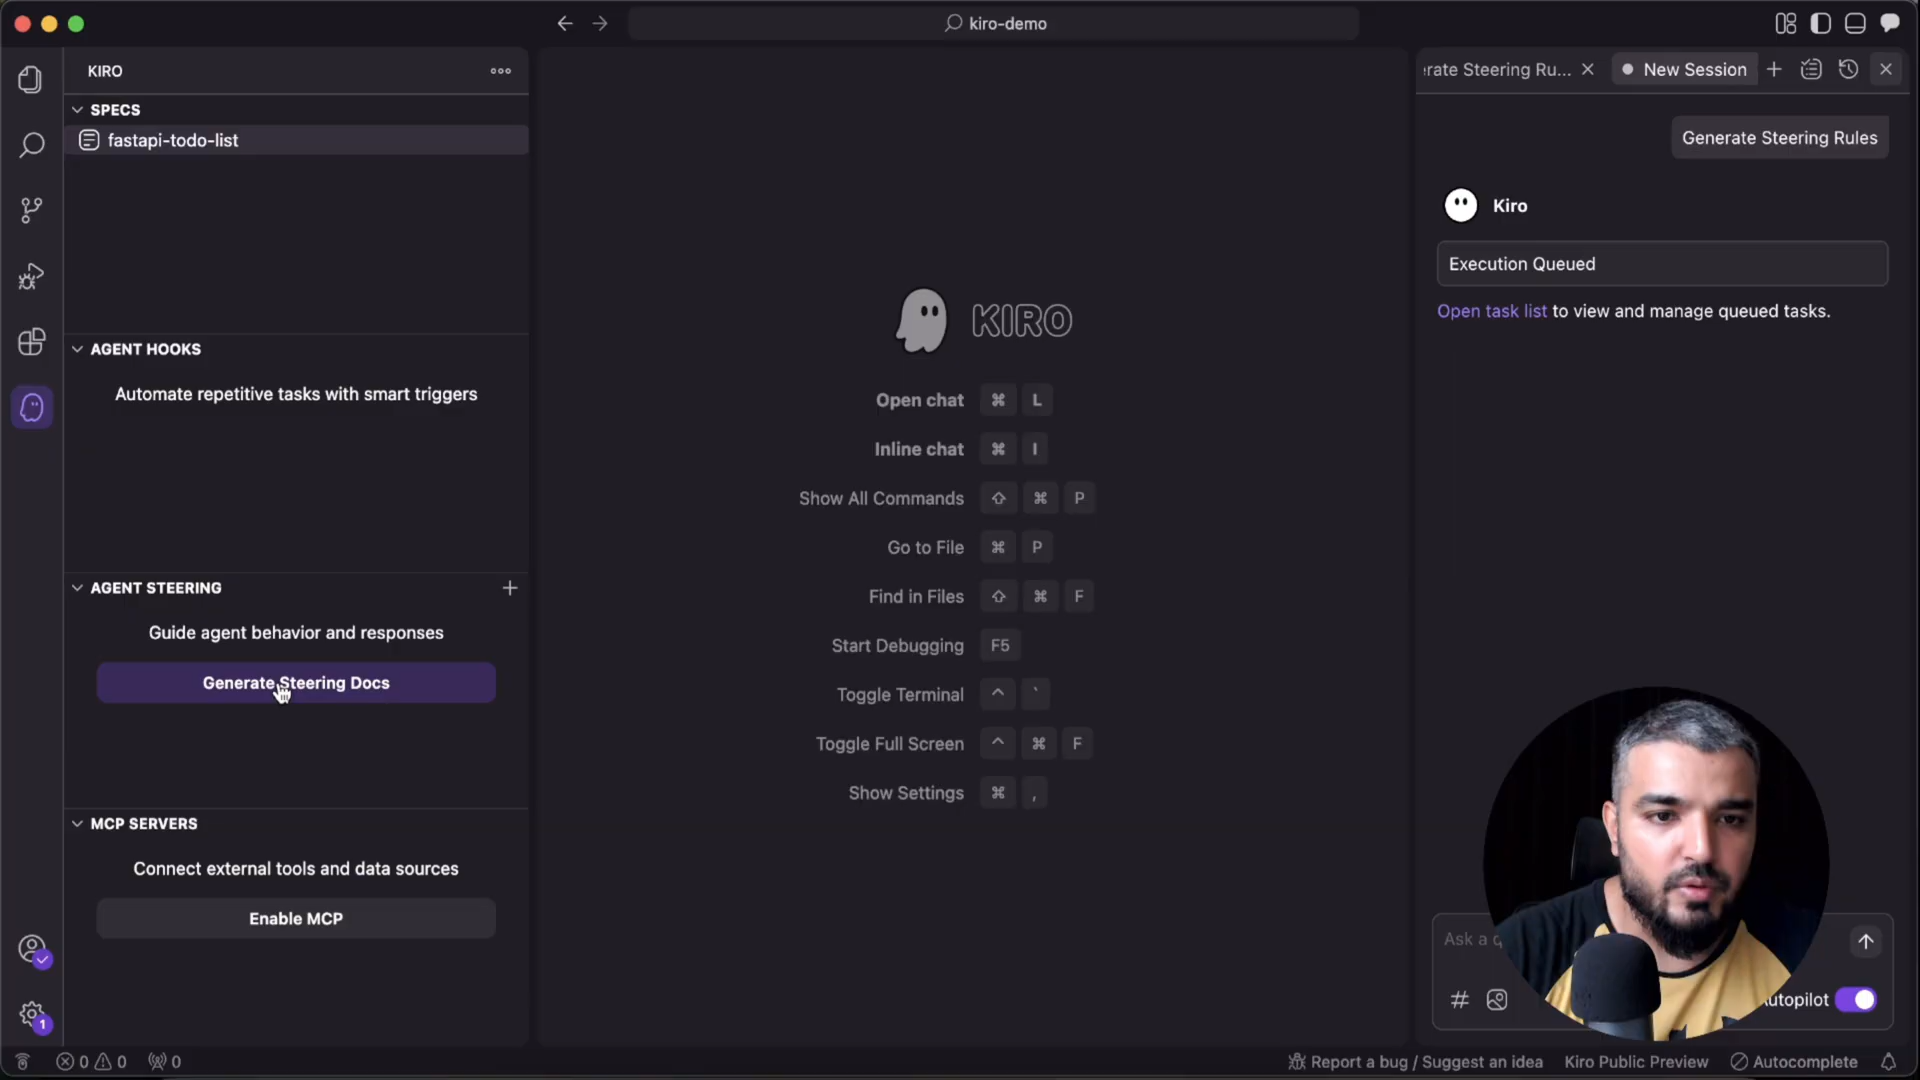 kiro-demo
KIRO
SPECS
fastapi-todo-list
AGENT HOOKS
Automate repetitive tasks with smart triggers
AGENT STEERING
Guide agent behavior and responses
Generate Steering Docs
MCP SERVERS
Connect external tools and data sources
Enable MCP
1
KIRO
Open chat ⌘ L
Inline chat ⌘ I
Show All Commands ⇧ ⌘ P
Go to File ⌘ P
Find in Files ⇧ ⌘ F
Start Debugging F5
Toggle Terminal ^ `
Toggle Full Screen ^ ⌘ F
Show Settings ⌘ ,
rate Steering Ru...
New Session
Generate Steering Rules
Kiro
Execution Queued
Open task list to view and manage queued tasks.
Ask a
utopilot
0 0 0
Report a bug / Suggest an idea
Kiro Public Preview
Autocomplete